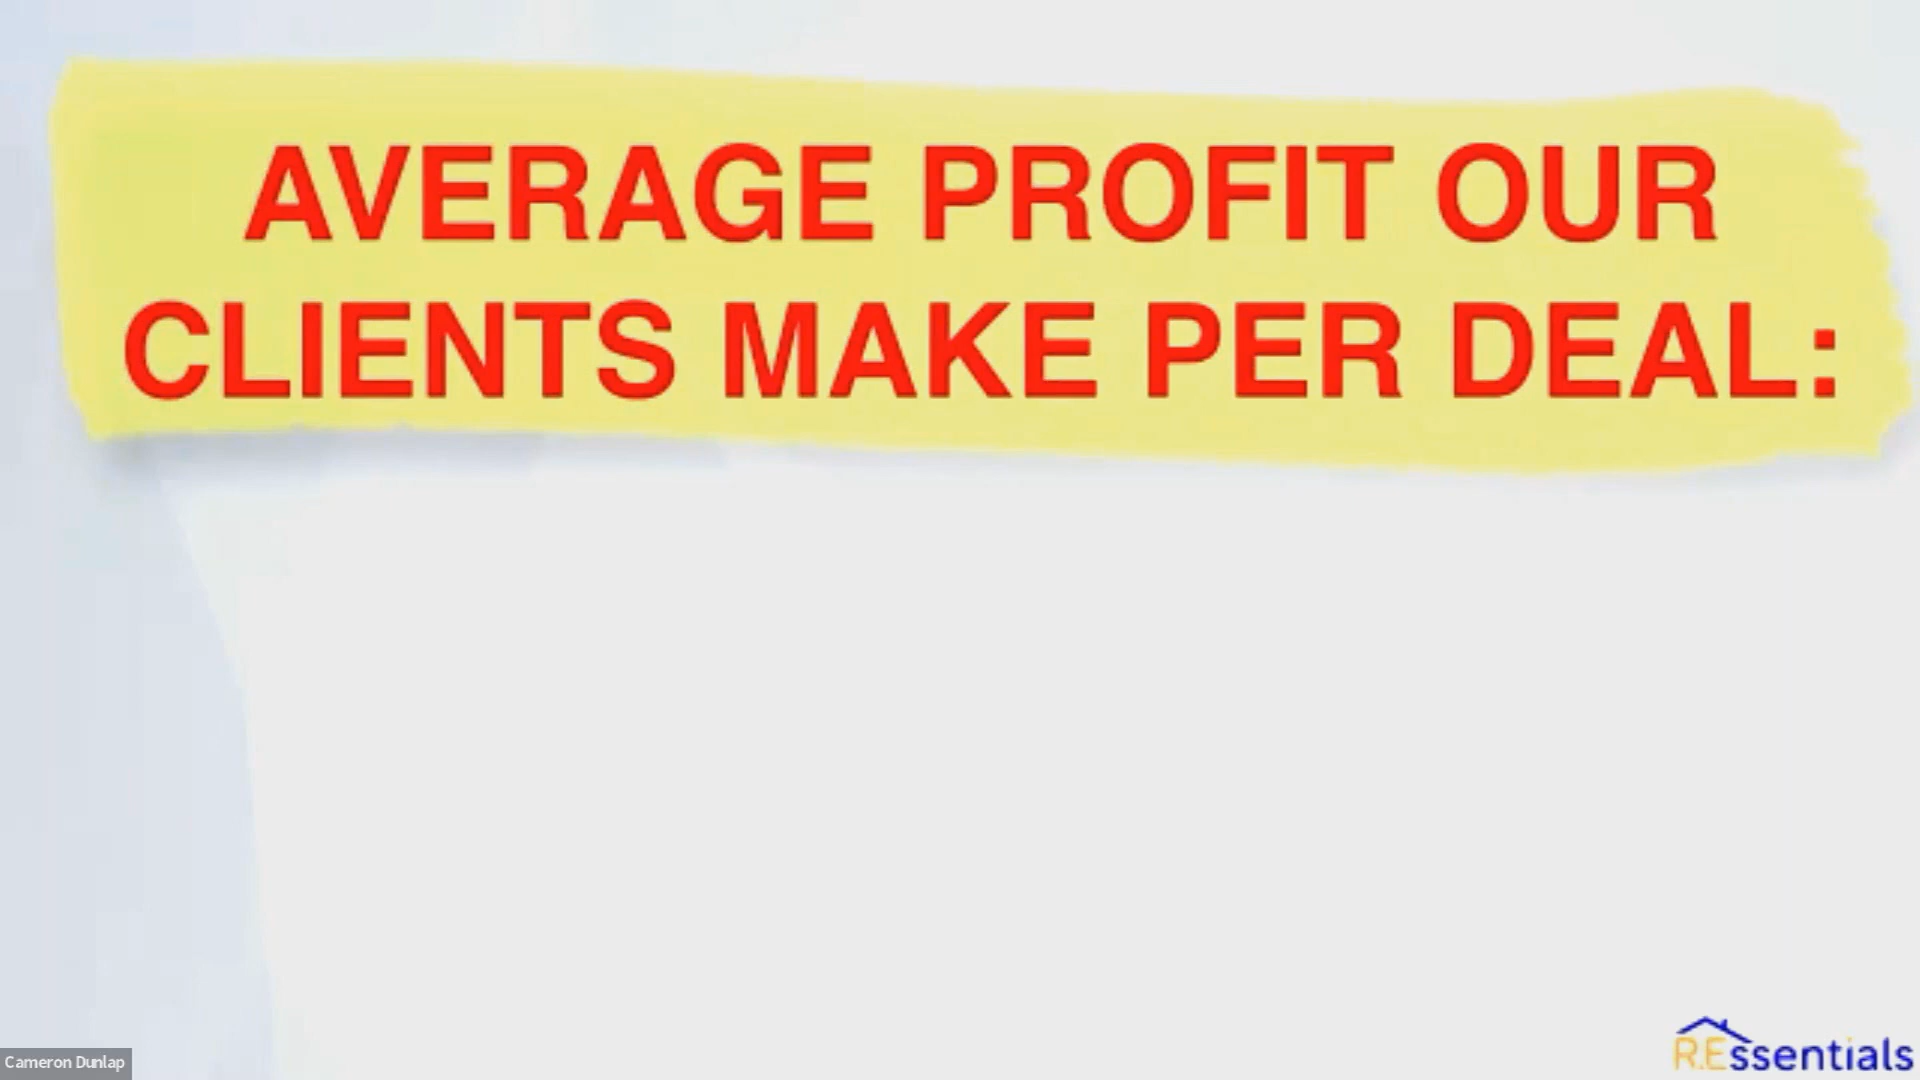 AVERAGE PROFIT OUR
CLIENTS MAKE PER DEAL:
Cameron Dunlap
R.Essentials